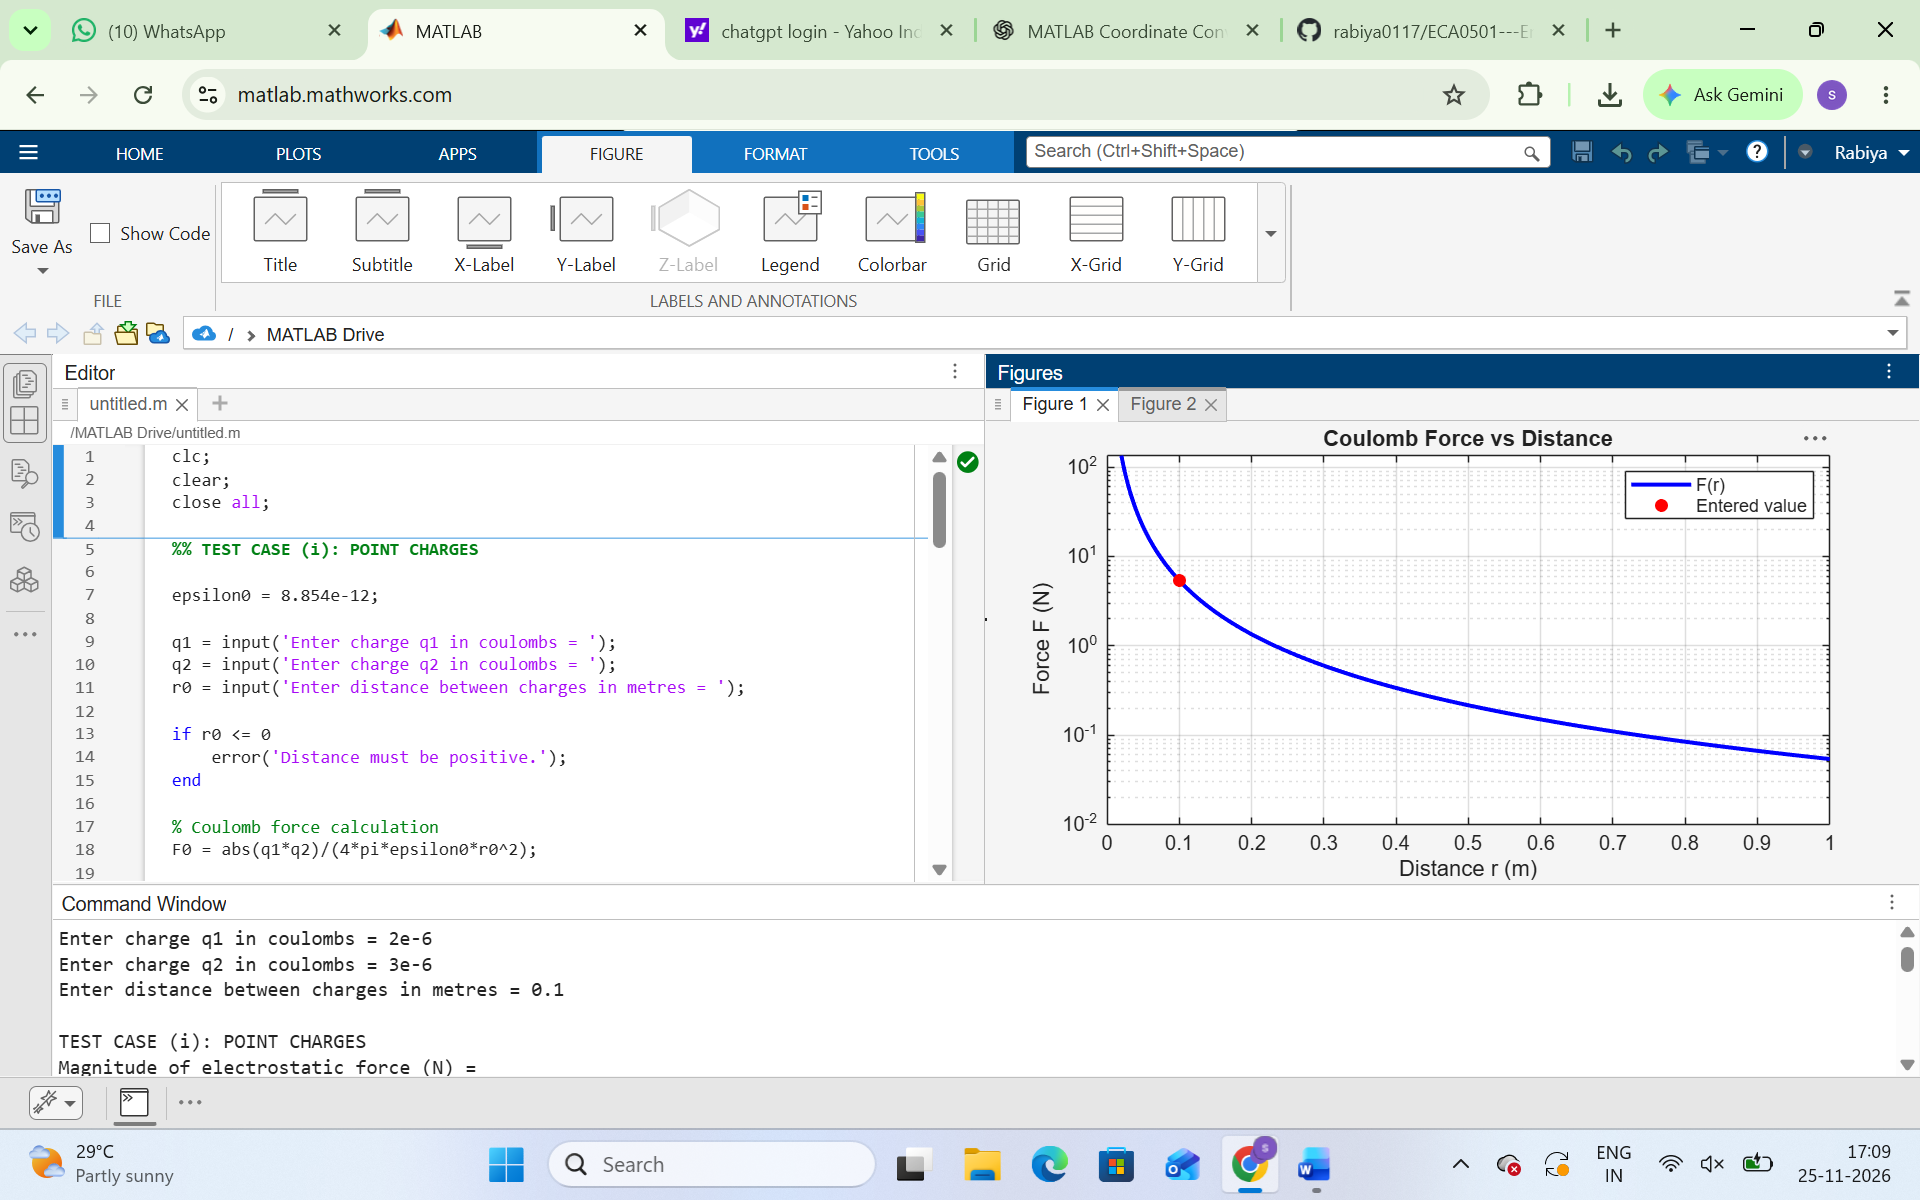 (10) WhatsApp
MATLAB
chatgpt login - Yahoo Inc
MATLAB Coordinate Con
rabiya0117/ECA0501---E
matlab.mathworks.com
Ask Gemini
s
HOME
PLOTS
APPS
FIGURE
FORMAT
TOOLS
Search (Ctrl+Shift+Space)
Rabiya
Save As
Show Code
Title
Subtitle
X-Label
Y-Label
Z-Label
Legend
Colorbar
Grid
X-Grid
Y-Grid
FILE
LABELS AND ANNOTATIONS
/ › MATLAB Drive
Editor
untitled.m
/MATLAB Drive/untitled.m
1 clc;
2 clear;
3 close all;
4
5 %% TEST CASE (i): POINT CHARGES
6
7 epsilon0 = 8.854e-12;
8
9 q1 = input('Enter charge q1 in coulombs = ');
10 q2 = input('Enter charge q2 in coulombs = ');
11 r0 = input('Enter distance between charges in metres = ');
12
13 if r0 <= 0
14 error('Distance must be positive.');
15 end
16
17 % Coulomb force calculation
18 F0 = abs(q1*q2)/(4*pi*epsilon0*r0^2);
19
Figures
Figure 1
Figure 2
Coulomb Force vs Distance
F(r)
Entered value
10²
10¹
10⁰
10⁻¹
10⁻²
Force F (N)
0 0.1 0.2 0.3 0.4 0.5 0.6 0.7 0.8 0.9 1
Distance r (m)
Command Window
Enter charge q1 in coulombs = 2e-6
Enter charge q2 in coulombs = 3e-6
Enter distance between charges in metres = 0.1
TEST CASE (i): POINT CHARGES
Magnitude of electrostatic force (N) =
29°C
Partly sunny
Search
s
ENG
IN
17:09
25-11-2026